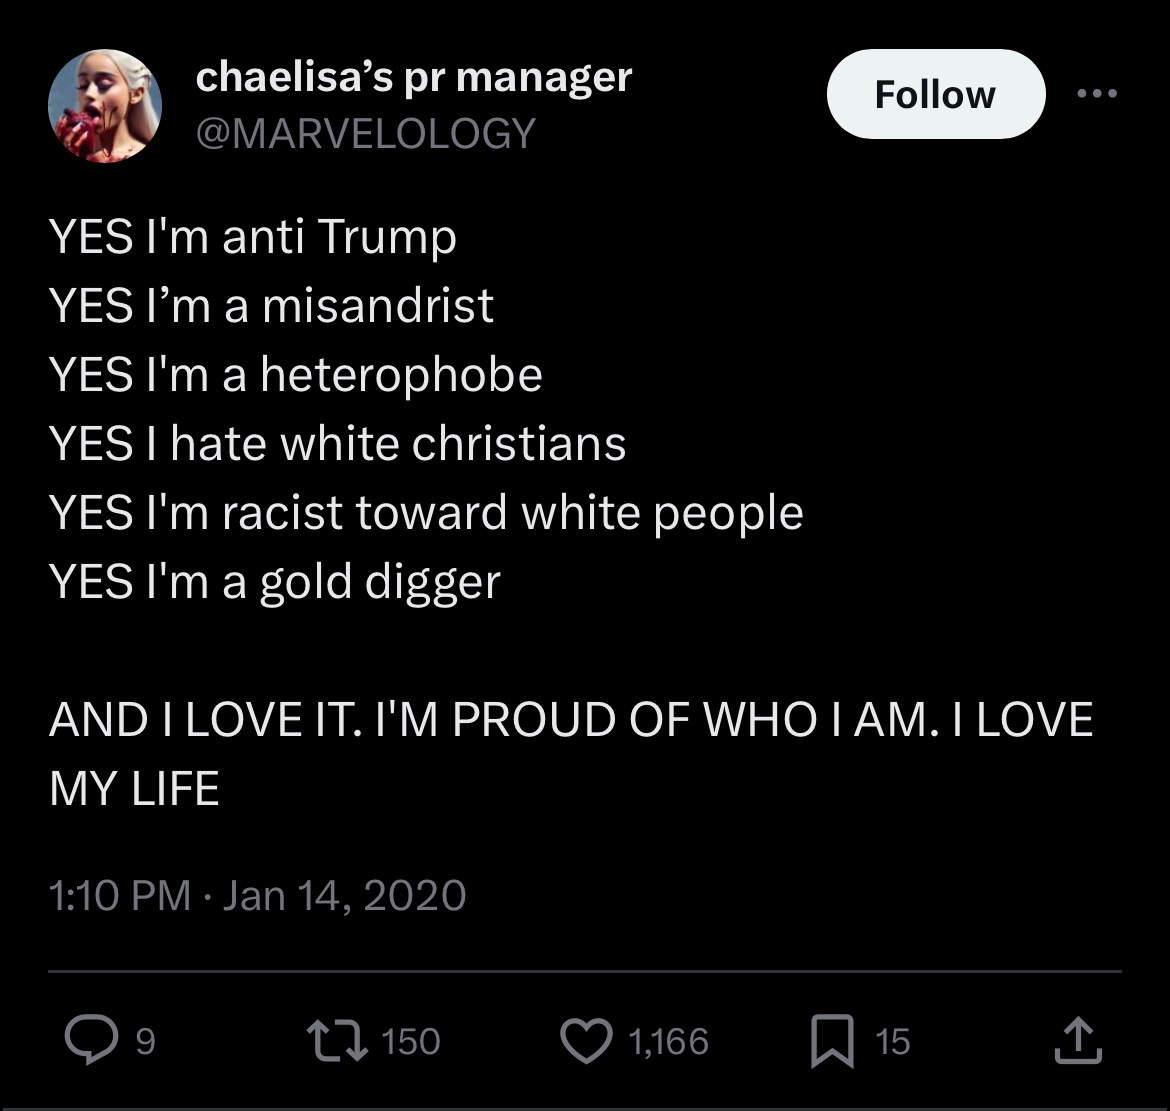 chaelisa’s pr manager
@MARVELOLOGY
Follow
YES I'm anti Trump
YES I’m a misandrist
YES I'm a heterophobe
YES I hate white christians
YES I'm racist toward white people
YES I'm a gold digger
AND I LOVE IT. I'M PROUD OF WHO I AM. I LOVE
MY LIFE
1:10 PM · Jan 14, 2020
9 150 1,166 15